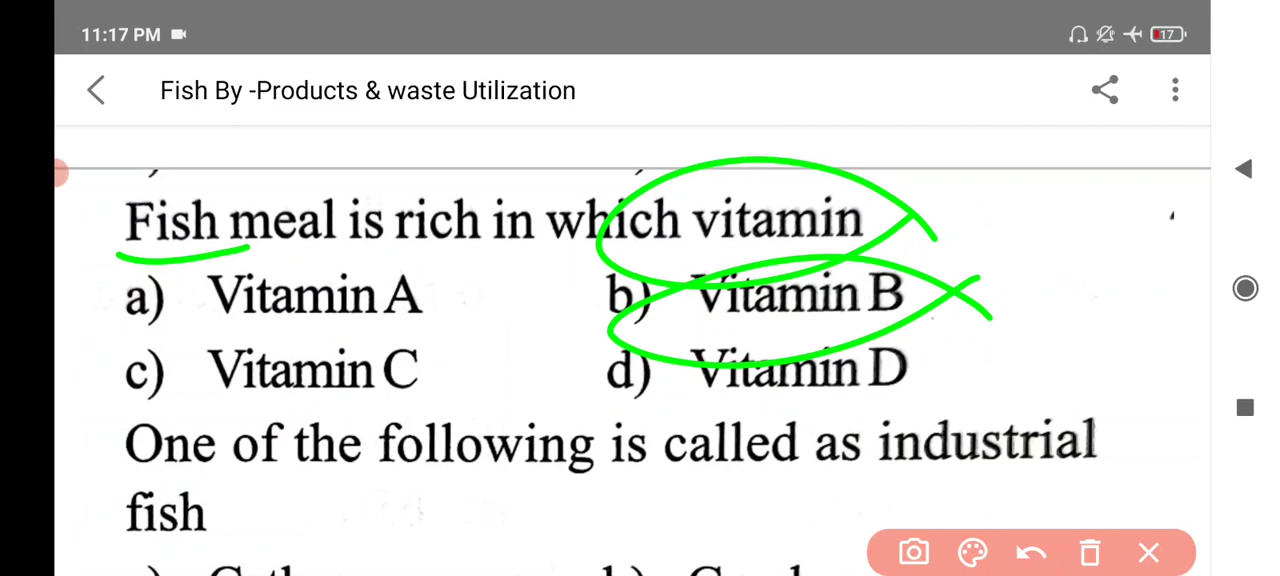 11:17 PM
17
Fish By -Products & waste Utilization
Fish meal is rich in which vitamin
a) Vitamin A b) Vitamin B
c) Vitamin C d) Vitamin D
One of the following is called as industrial
fish